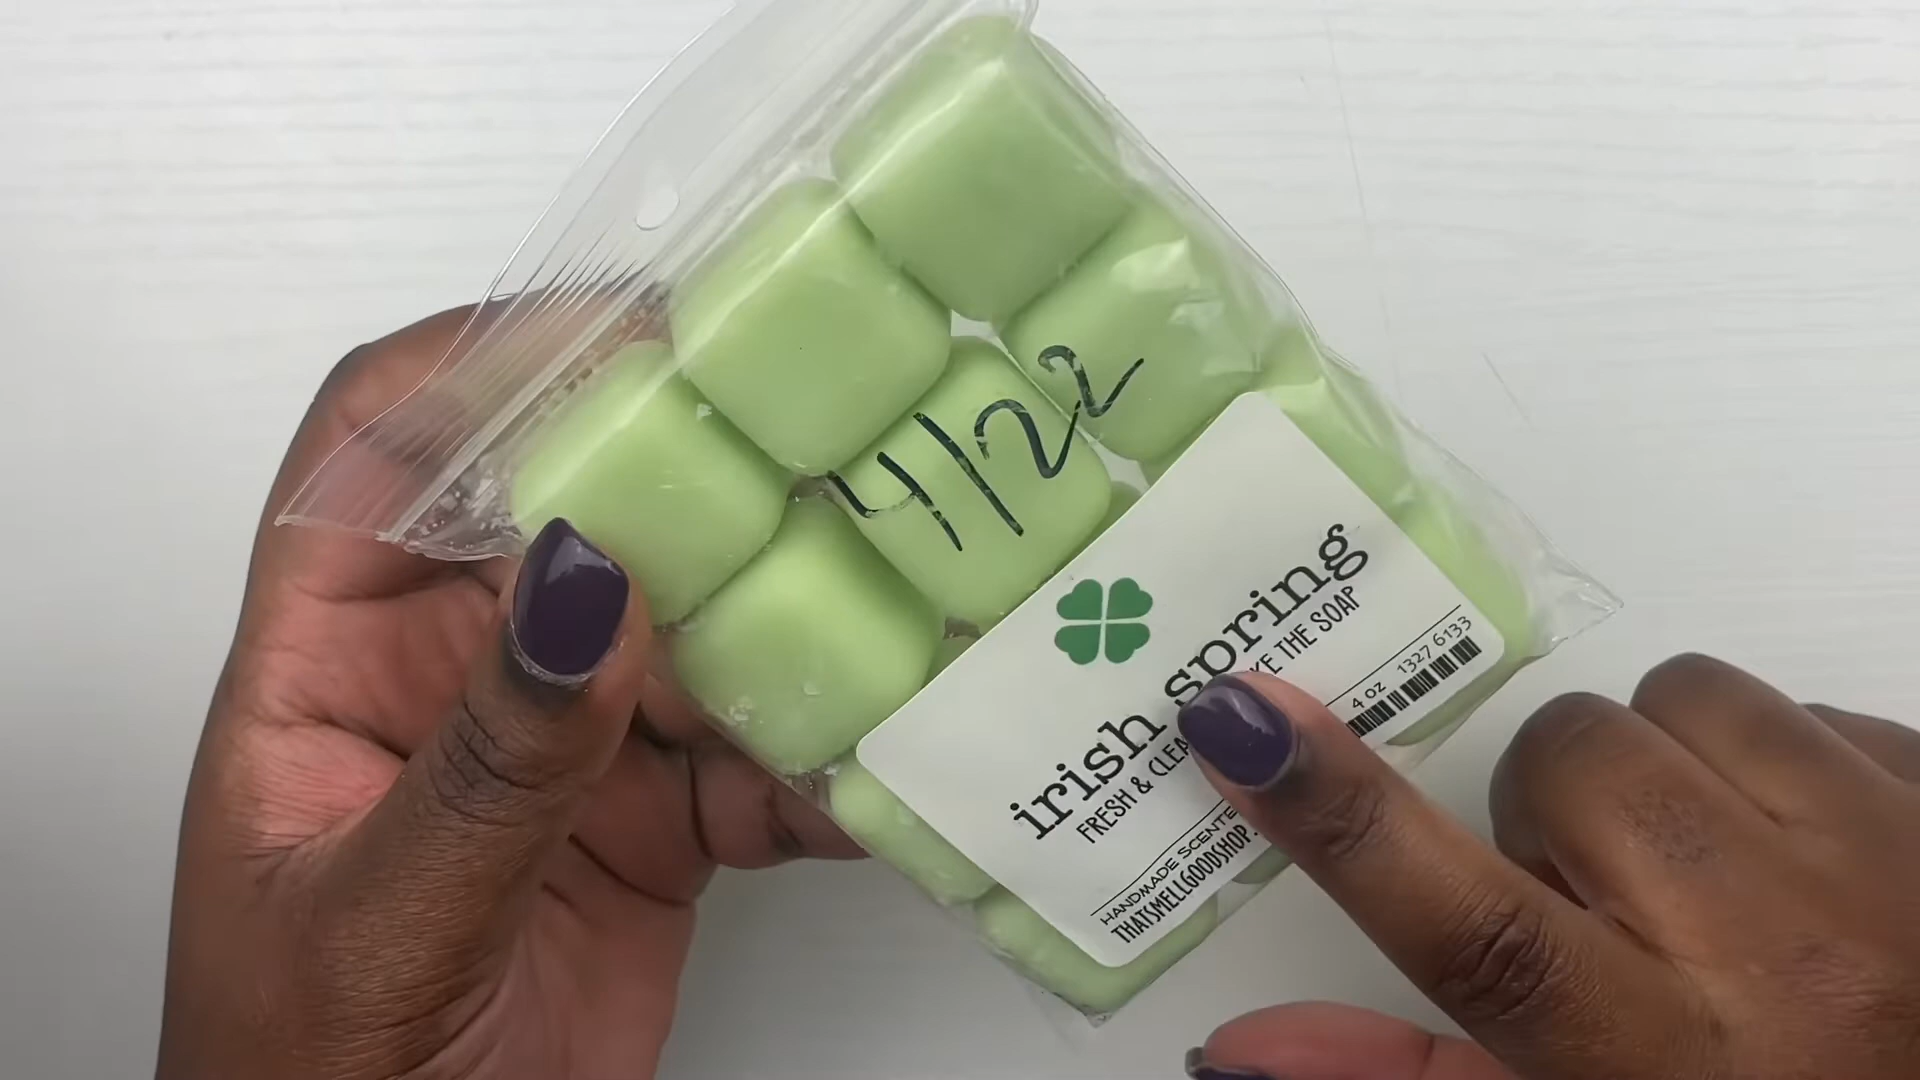 4/22
irish spring
FRESH & CLEA KE THE SOAP
4 oz 1327 6133
HANDMADE SCENTE
THATSMELLGOODSHOP.